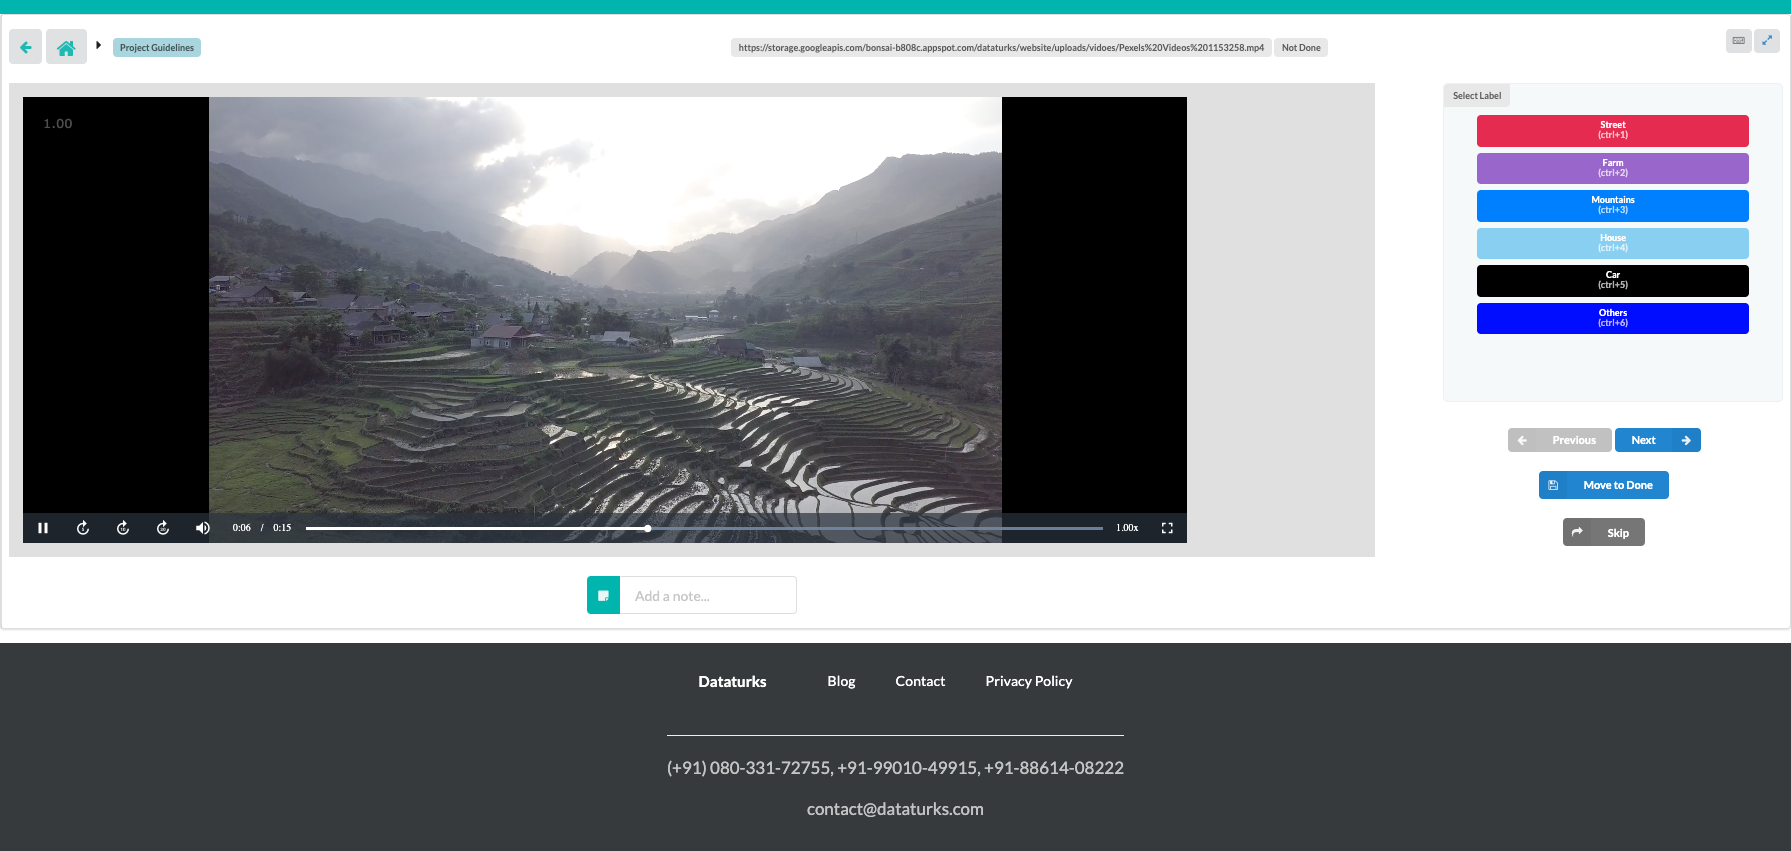 Project Guidelines
https://storage.googleapis.com/bonsai-b808c.appspot.com/dataturks/website/uploads/vidoes/Pexels%20Videos%201153258.mp4 Not Done
1.00
Select Label
Street
(ctrl+1)
Farm
(ctrl+2)
Mountains
(ctrl+3)
House
(ctrl+4)
Car
(ctrl+5)
Others
(ctrl+6)
Previous Next
Move to Done
Skip
0:06 / 0:15 1.00x
Add a note...
Dataturks Blog Contact Privacy Policy
(+91) 080-331-72755, +91-99010-49915, +91-88614-08222
contact@dataturks.com